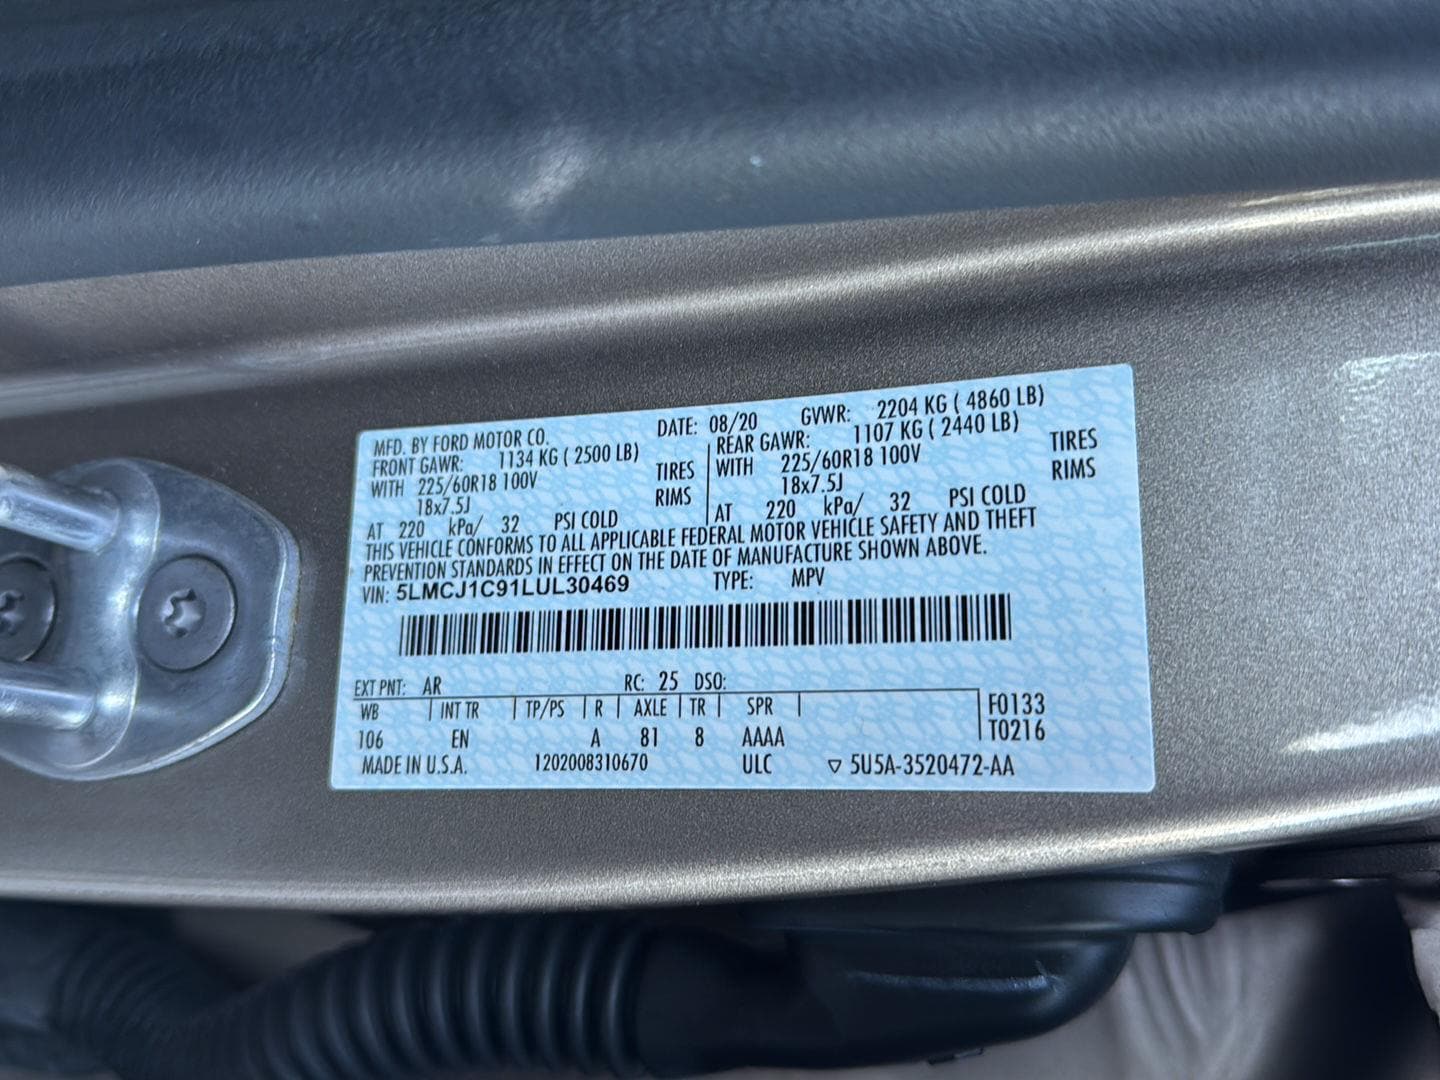 MFD. BY FORD MOTOR CO. DATE: 08/20 GVWR: 2204 KG ( 4860 LB)
FRONT GAWR: 1134 KG ( 2500 LB) REAR GAWR: 1107 KG ( 2440 LB)
WITH 225/60R18 100V TIRES WITH 225/60R18 100V TIRES
18x7.5J RIMS 18x7.5J RIMS
AT 220 kPa/ 32 PSI COLD AT 220 kPa/ 32 PSI COLD
THIS VEHICLE CONFORMS TO ALL APPLICABLE FEDERAL MOTOR VEHICLE SAFETY AND THEFT
PREVENTION STANDARDS IN EFFECT ON THE DATE OF MANUFACTURE SHOWN ABOVE.
VIN: 5LMCJ1C91LUL30469 TYPE: MPV
EXT PNT: AR RC: 25 DSO:
WB INT TR TP/PS R AXLE TR SPR F0133
106 EN A 81 8 AAAA T0216
MADE IN U.S.A. 1202008310670 ULC ▽ 5U5A-3520472-AA